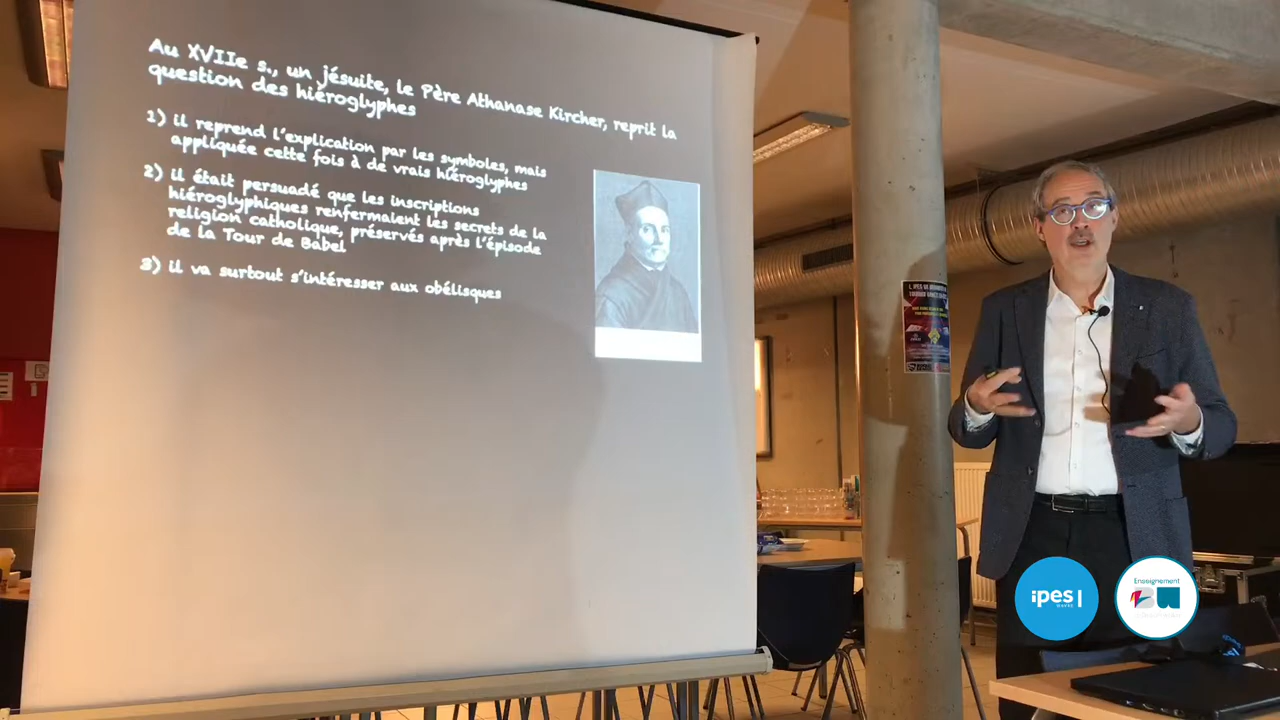 Au XVIIe s., un jésuite, le Père Athanase Kircher, reprit la
question des hiéroglyphes
1) il reprend l'explication par les symboles, mais
appliquée cette fois à de vrais hiéroglyphes
2) il était persuadé que les inscriptions
hiéroglyphiques renfermaient les secrets de la
religion catholique, préservés après l'épisode
de la Tour de Babel
3) il va surtout s'intéresser aux obélisques
ipes
WAVRE
Enseignement